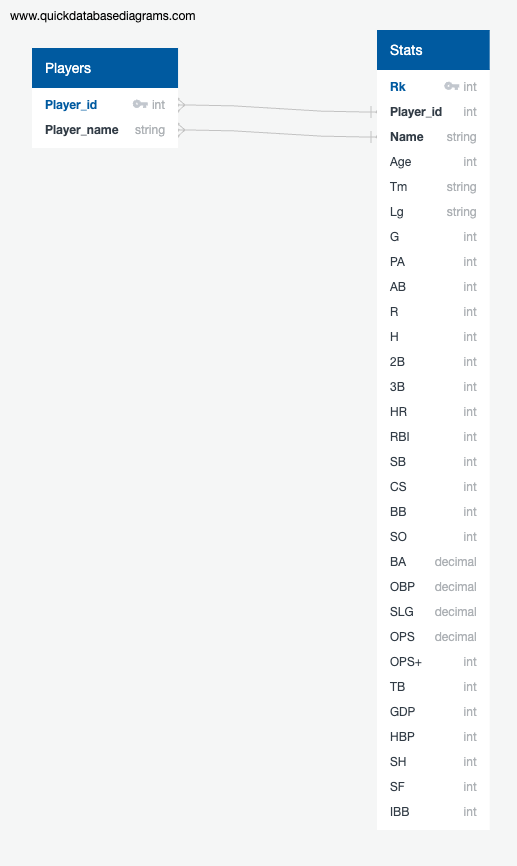 www.quickdatabasediagrams.com
Players
Player_id int
Player_name string
Stats
Rk int
Player_id int
Name string
Age int
Tm string
Lg string
G int
PA int
AB int
R int
H int
2B int
3B int
HR int
RBI int
SB int
CS int
BB int
SO int
BA decimal
OBP decimal
SLG decimal
OPS decimal
OPS+ int
TB int
GDP int
HBP int
SH int
SF int
IBB int